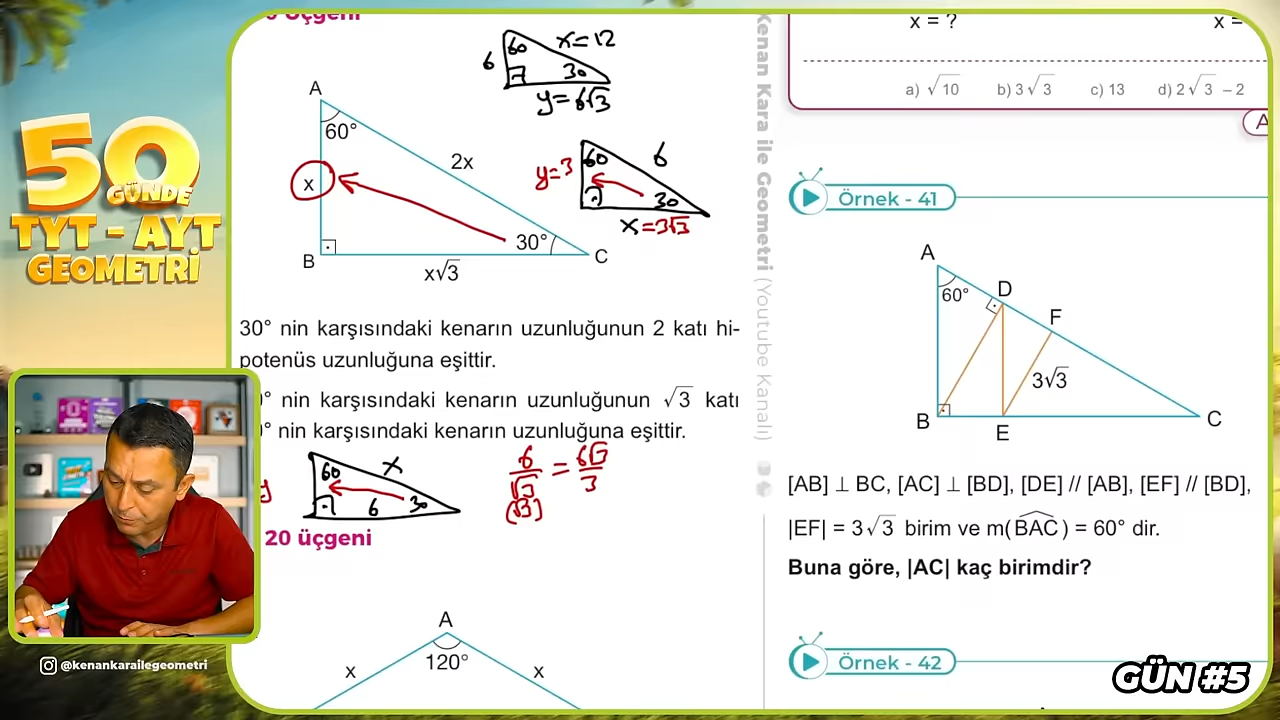 50
GÜNDE
TYT - AYT
GEOMETRİ
@kenankarailegeometri
üçgeni
A
60°
x
2x
30°
B
C
x√3
60
x=12
6
30
y=6√3
60
6
y=3
30
x=3√3
30° nin karşısındaki kenarın uzunluğunun 2 katı hi-
potenüs uzunluğuna eşittir.
° nin karşısındaki kenarın uzunluğunun √3 katı
° nin karşısındaki kenarın uzunluğuna eşittir.
60
x
y
6
30
6/√3 = 6√3/3
(√3)
20 üçgeni
A
120°
x
x
Kenan Kara ile Geometri (Youtube Kanalı)
x = ?
x =
a) √10 b) 3√3 c) 13 d) 2√3 – 2
A
Örnek - 41
A
60°
D
F
3√3
B
E
C
[AB] ⊥ BC, [AC] ⊥ [BD], [DE] // [AB], [EF] // [BD],
|EF| = 3√3 birim ve m(BAC) = 60° dir.
Buna göre, |AC| kaç birimdir?
Örnek - 42
GÜN #5